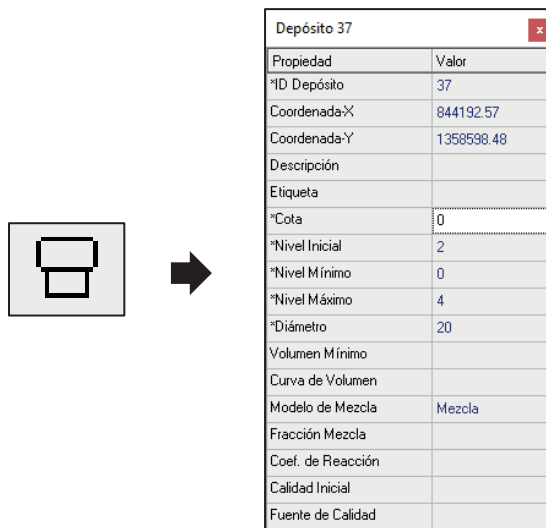 Depósito 37
x
Propiedad Valor
*ID Depósito 37
Coordenada-X 844192.57
Coordenada-Y 1358598.48
Descripción
Etiqueta
*Cota 0
*Nivel Inicial 2
*Nivel Mínimo 0
*Nivel Máximo 4
*Diámetro 20
Volumen Mínimo
Curva de Volumen
Modelo de Mezcla Mezcla
Fracción Mezcla
Coef. de Reacción
Calidad Inicial
Fuente de Calidad